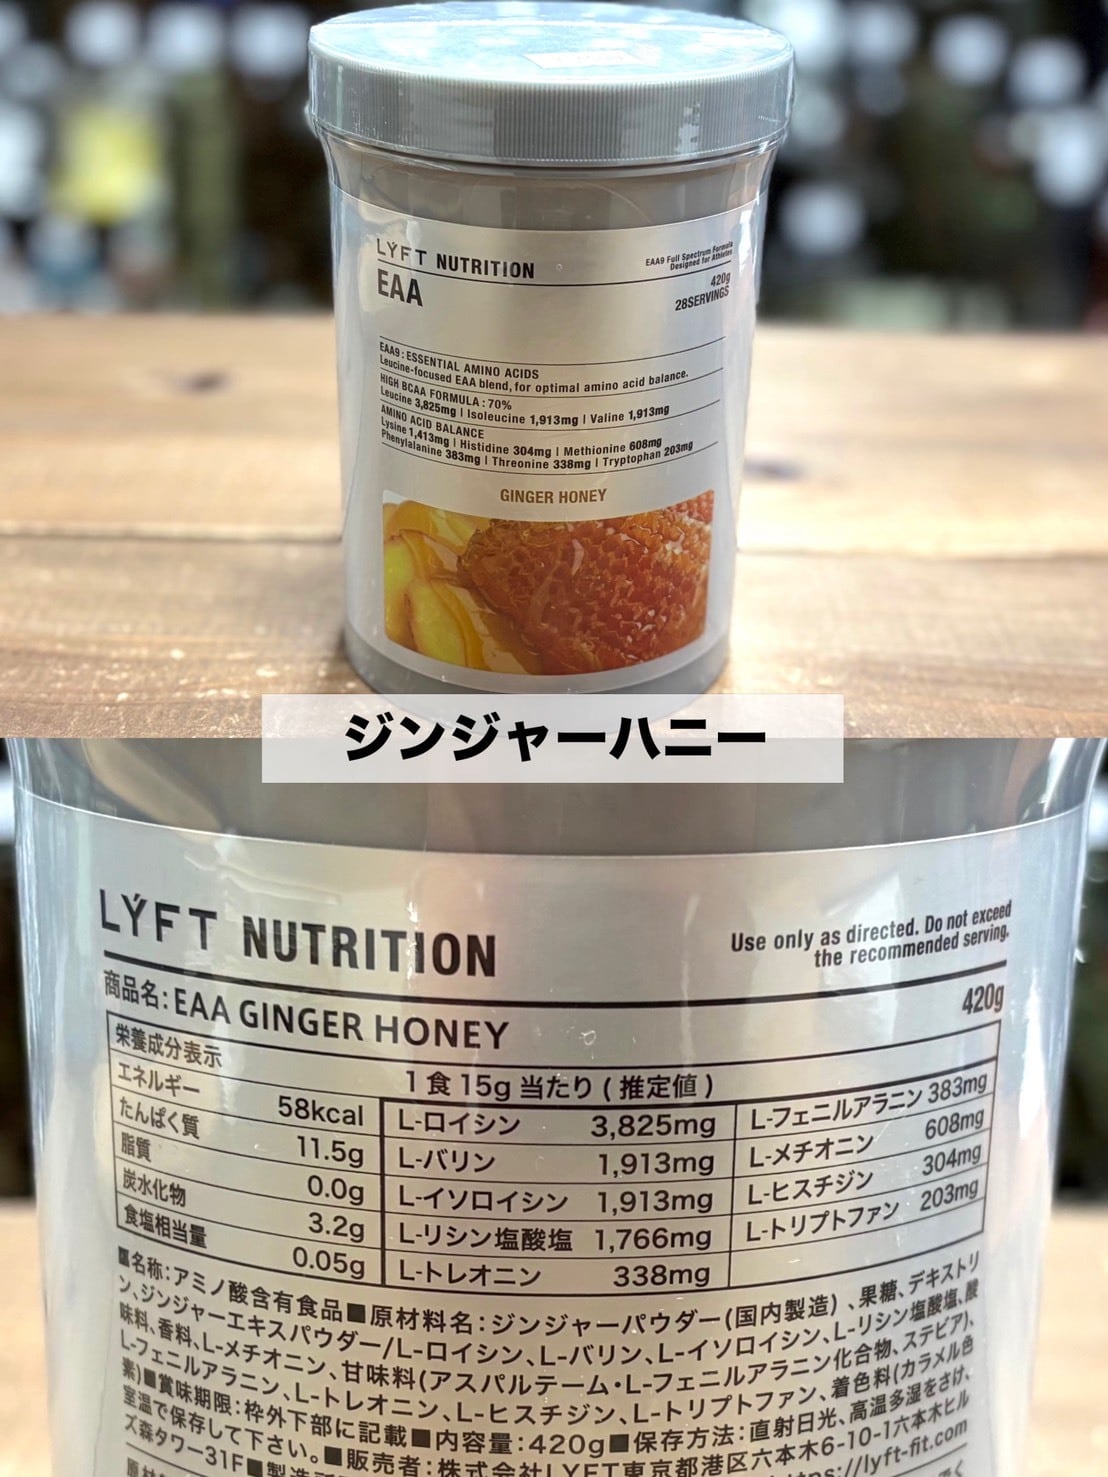 LÝFT NUTRITION
EAA
EAA9 Full Spectrum Formula
Designed for Athletes
420g
28SERVINGS
EAA9 : ESSENTIAL AMINO ACIDS
Leucine-focused EAA blend, for optimal amino acid balance.
HIGH BCAA FORMULA : 70%
Leucine 3,825mg | Isoleucine 1,913mg | Valine 1,913mg
AMINO ACID BALANCE
Lysine 1,413mg | Histidine 304mg | Methionine 608mg
Phenylalanine 383mg | Threonine 338mg | Tryptophan 203mg
GINGER HONEY
ジンジャーハニー
LÝFT NUTRITION
Use only as directed. Do not exceed
the recommended serving.
商品名:EAA GINGER HONEY
420g
栄養成分表示
1食15g当たり(推定値)
エネルギー 58kcal
たんぱく質 11.5g
脂質 0.0g
炭水化物 3.2g
食塩相当量 0.05g
L-ロイシン 3,825mg
L-バリン 1,913mg
L-イソロイシン 1,913mg
L-リシン塩酸塩 1,766mg
L-トレオニン 338mg
L-フェニルアラニン 383mg
L-メチオニン 608mg
L-ヒスチジン 304mg
L-トリプトファン 203mg
■名称:アミノ酸含有食品■原材料名:ジンジャーパウダー(国内製造)、果糖、デキストリ
ン、ジンジャーエキスパウダー/L-ロイシン、L-バリン、L-イソロイシン、L-リシン塩酸塩、酸
味料、香料、L-メチオニン、甘味料(アスパルテーム・L-フェニルアラニン化合物、ステビア)、
L-フェニルアラニン、L-トレオニン、L-ヒスチジン、L-トリプトファン、着色料(カラメル色
素)■賞味期限:枠外下部に記載■内容量:420g■保存方法:直射日光、高温多湿をさけ、
室温で保存して下さい。■販売者:株式会社LYFT東京都港区六本木6-10-1六本木ヒル
ズ森タワー31F■製造所
ttps://lyft-fit.com
原材